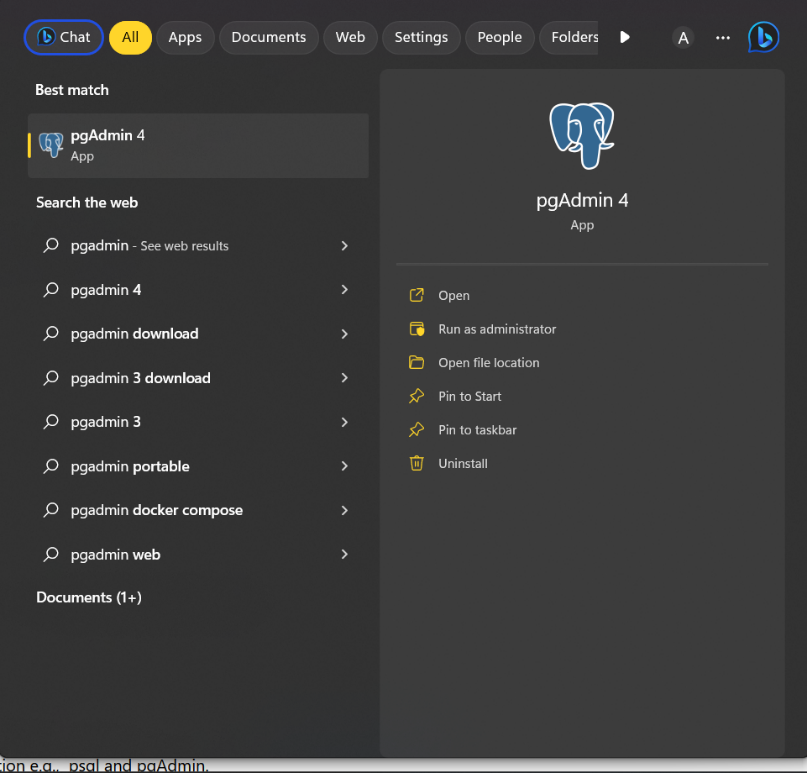 Chat All Apps Documents Web Settings People Folders A ...
Best match
pgAdmin 4
App
Search the web
pgadmin - See web results
pgadmin 4
pgadmin download
pgadmin 3 download
pgadmin 3
pgadmin portable
pgadmin docker compose
pgadmin web
Documents (1+)
pgAdmin 4
App
Open
Run as administrator
Open file location
Pin to Start
Pin to taskbar
Uninstall
tion e.g., psql and pgAdmin.